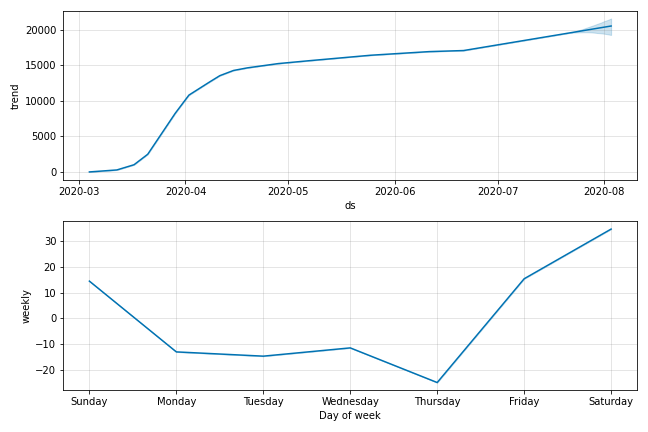 20000
15000
10000
5000
0
trend
2020-03 2020-04 2020-05 2020-06 2020-07 2020-08
ds
30
20
10
0
−10
−20
weekly
Sunday Monday Tuesday Wednesday Thursday Friday Saturday
Day of week